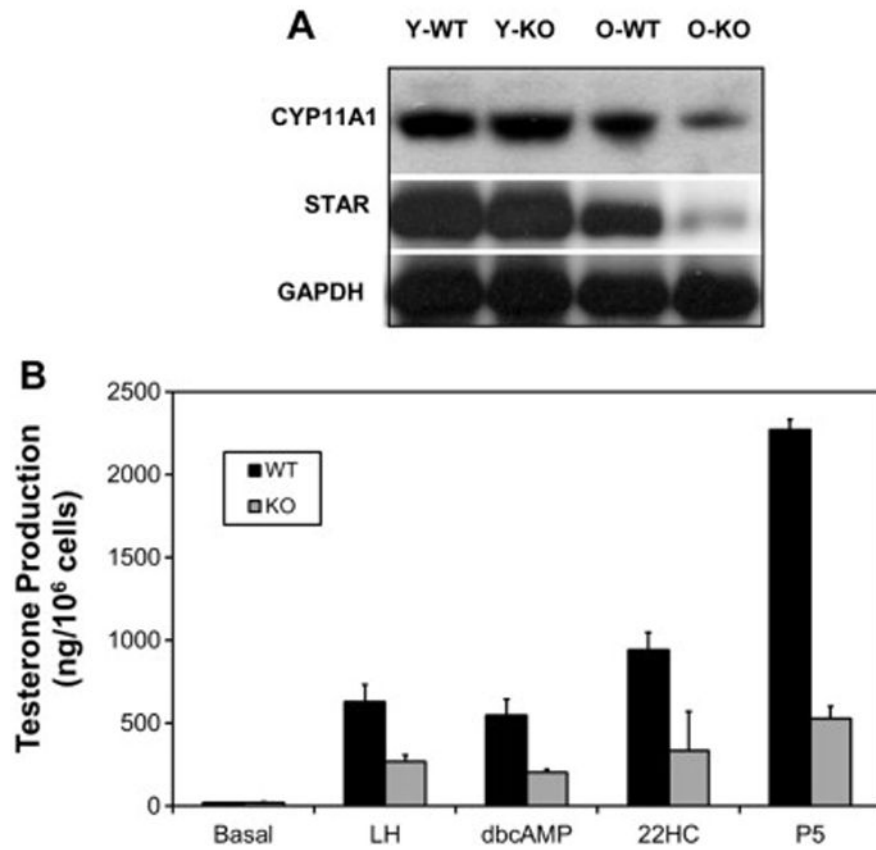 A
Y-WT Y-KO O-WT O-KO
CYP11A1
STAR
GAPDH
B
Testerone Production
(ng/10⁶ cells)
2500
2000
1500
1000
500
0
WT
KO
Basal LH dbcAMP 22HC P5